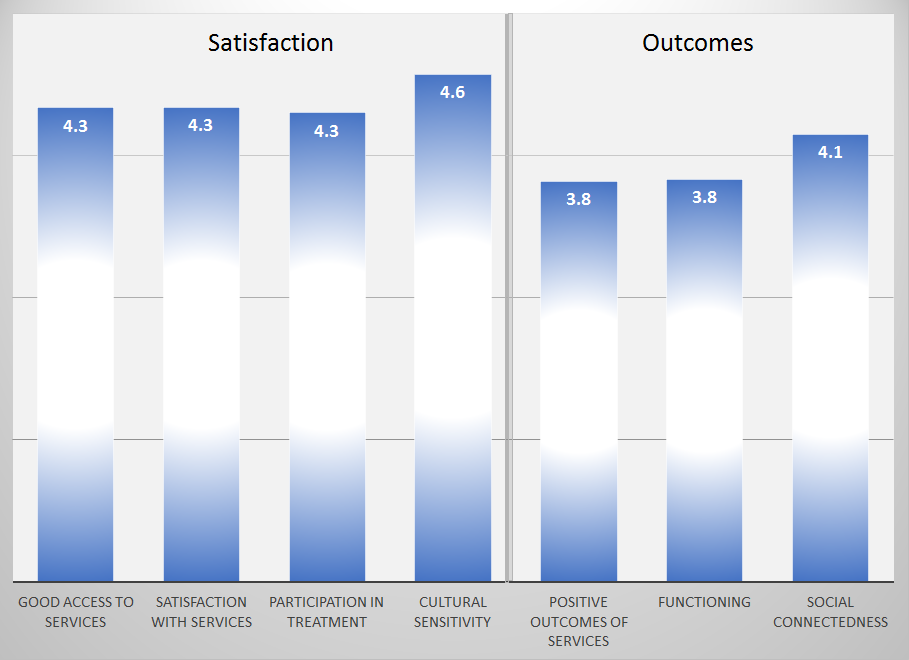 Satisfaction
Outcomes
4.3
4.3
4.3
4.6
3.8
3.8
4.1
GOOD ACCESS TO
SERVICES
SATISFACTION
WITH SERVICES
PARTICIPATION IN
TREATMENT
CULTURAL
SENSITIVITY
POSITIVE
OUTCOMES OF
SERVICES
FUNCTIONING
SOCIAL
CONNECTEDNESS